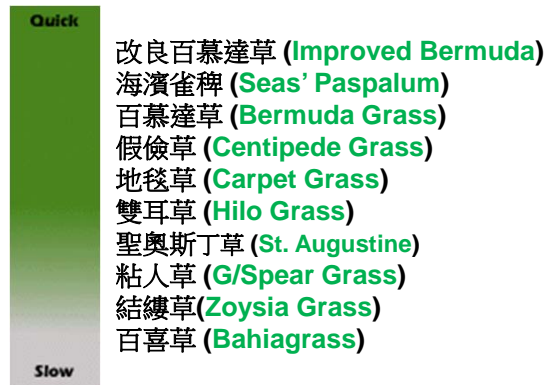 Quick
改良百慕達草 (Improved Bermuda)
海濱雀稗 (Seas’ Paspalum)
百慕達草 (Bermuda Grass)
假儉草 (Centipede Grass)
地毯草 (Carpet Grass)
雙耳草 (Hilo Grass)
聖奧斯丁草 (St. Augustine)
粘人草 (G/Spear Grass)
結縷草(Zoysia Grass)
百喜草 (Bahiagrass)
Slow